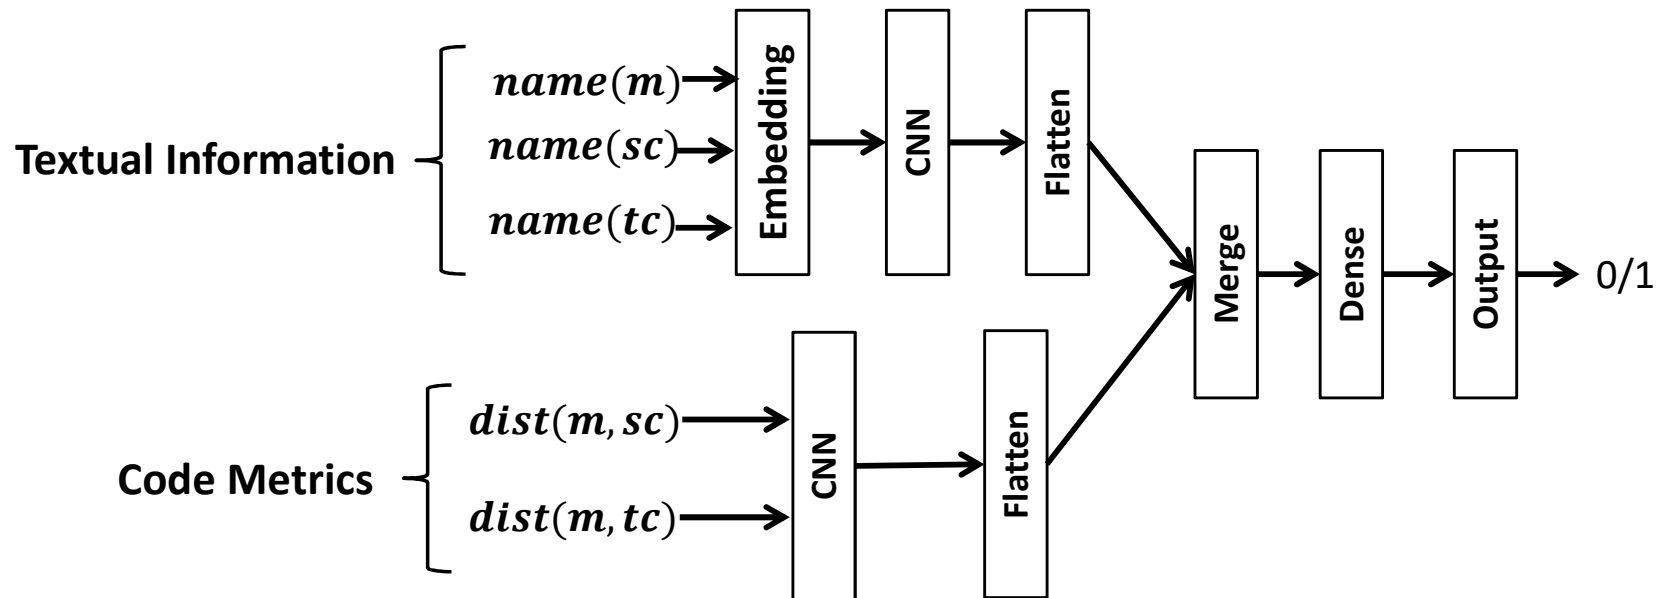 Textual Information
name(m)
name(sc)
name(tc)
Embedding
CNN
Flatten
Code Metrics
dist(m, sc)
dist(m, tc)
CNN
Flatten
Merge
Dense
Output
0/1